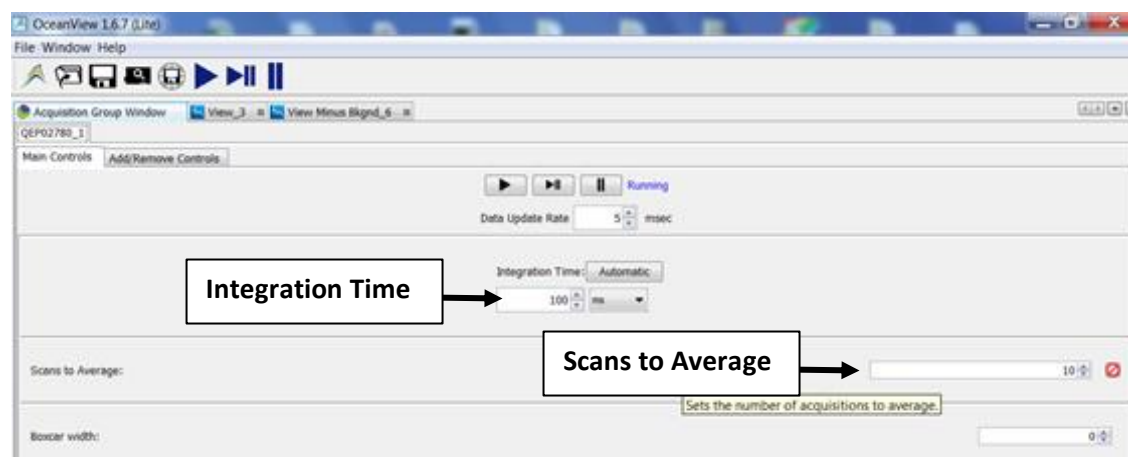 OceanView 1.6.7 (Lite)
File Window Help
Acquisition Group Window View_3 View Minus Bkgnd_6
QEP02780_1
Main Controls Add/Remove Controls
Running
Data Update Rate 5 msec
Integration Time: Automatic
Integration Time
100 ms
Scans to Average
Scans to Average: 10
Sets the number of acquisitions to average.
Boxcar width: 0